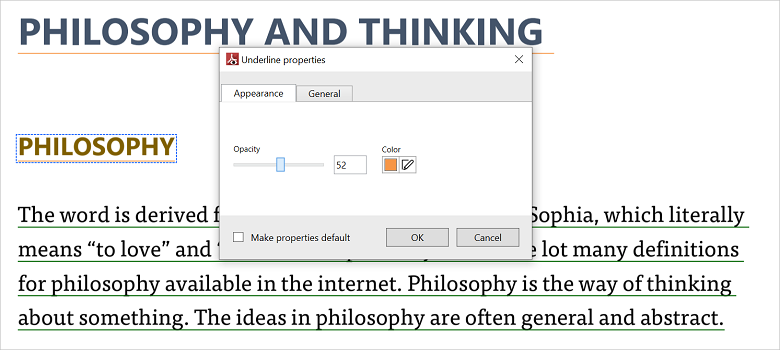 PHILOSOPHY AND THINKING
Underline properties
Appearance
General
PHILOSOPHY
Opacity
Color
52
The word is derived Sophia, which literally
Make properties default
OK
Cancel
means “to love” and lot many definitions
for philosophy available in the internet. Philosophy is the way of thinking
about something. The ideas in philosophy are often general and abstract.